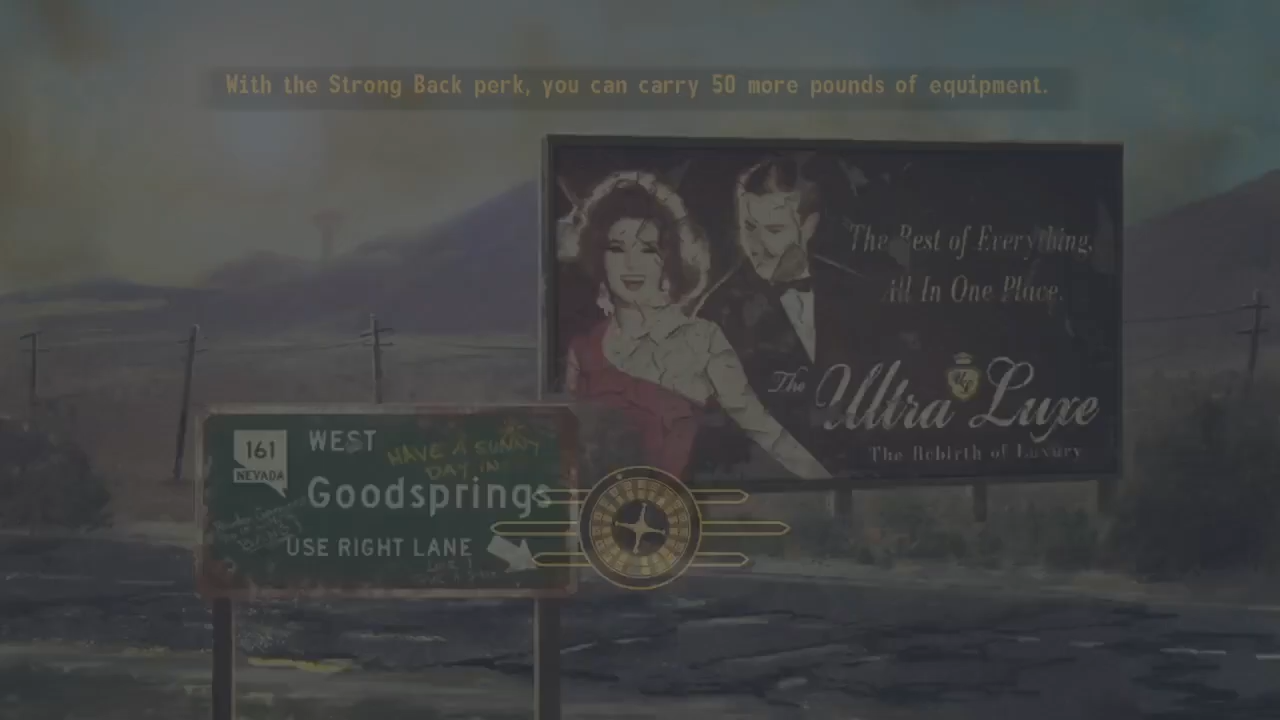 With the Strong Back perk, you can carry 50 more pounds of equipment.
The Best of Everything,
All In One Place.
The Ultra Luxe
The Rebirth of Luxury
161
NEVADA
WEST
HAVE A SUNNY
DAY IN
Goodsprings
USE RIGHT LANE